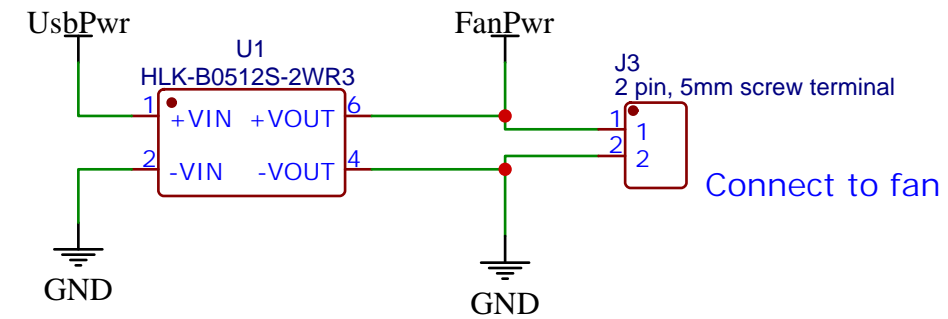 UsbPwr
FanPwr
U1
HLK-B0512S-2WR3
J3
2 pin, 5mm screw terminal
1 +VIN +VOUT 6
1 1
2 -VIN -VOUT 4
2 2
Connect to fan
GND
GND